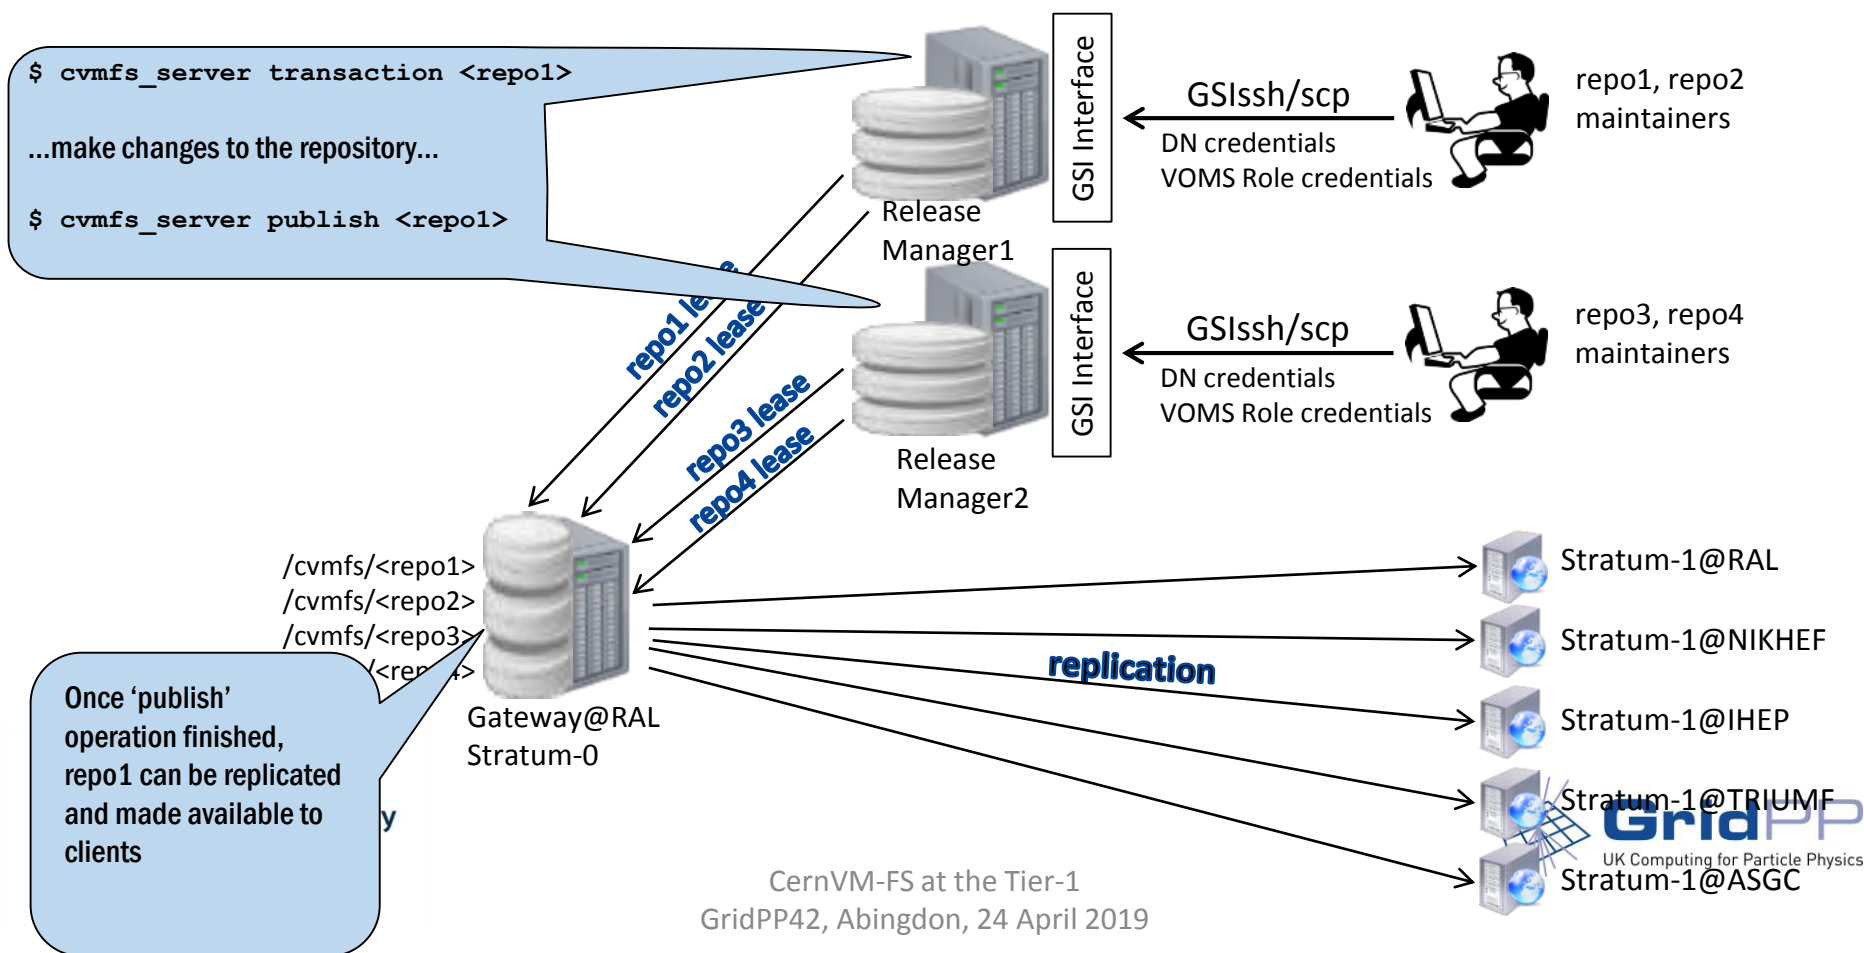 $ cvmfs_server transaction <repo1>
...make changes to the repository...
$ cvmfs_server publish <repo1>
Release
Manager1
GSI Interface
GSIssh/scp
DN credentials
VOMS Role credentials
repo1, repo2
maintainers
Release
Manager2
GSI Interface
GSIssh/scp
DN credentials
VOMS Role credentials
repo3, repo4
maintainers
repo1 lease
repo2 lease
repo3 lease
repo4 lease
/cvmfs/<repo1>
/cvmfs/<repo2>
/cvmfs/<repo3>
/<repo4>
Gateway@RAL
Stratum-0
Once ‘publish’
operation finished,
repo1 can be replicated
and made available to
clients
y
replication
Stratum-1@RAL
Stratum-1@NIKHEF
Stratum-1@IHEP
Stratum-1@TRIUMF
Stratum-1@ASGC
GridPP
UK Computing for Particle Physics
CernVM-FS at the Tier-1
GridPP42, Abingdon, 24 April 2019